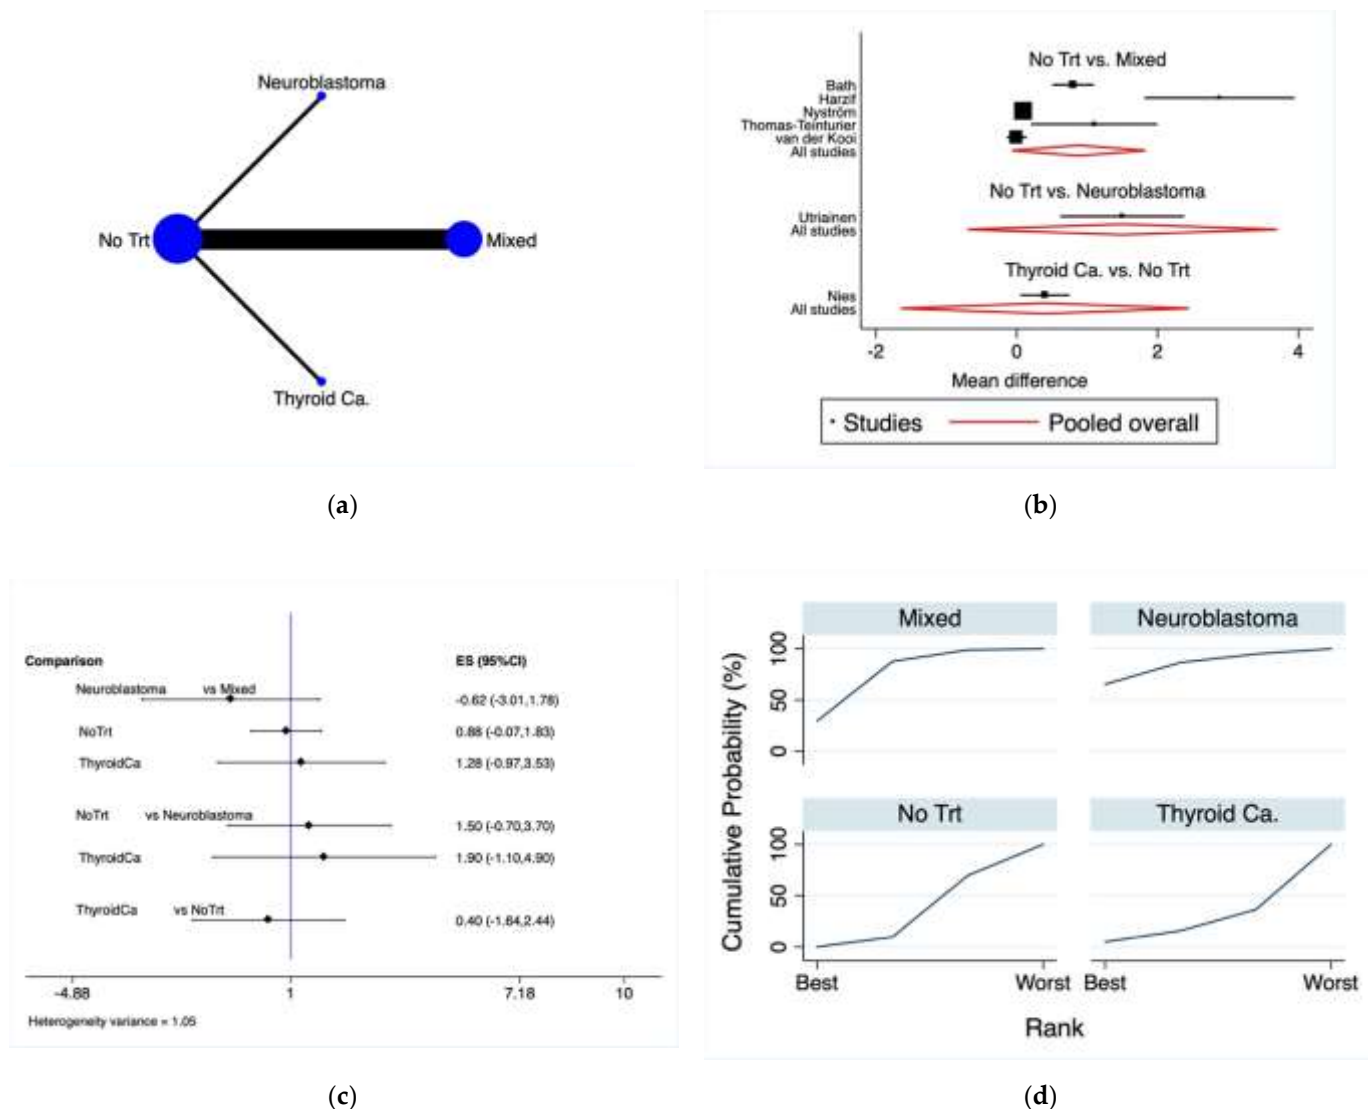 Neuroblastoma
No Trt
Mixed
Thyroid Ca.
(a)
No Trt vs. Mixed
Bath
Harzif
Nyström
Thomas-Teinturier
van der Kooi
All studies
No Trt vs. Neuroblastoma
Utriainen
All studies
Thyroid Ca. vs. No Trt
Nies
All studies
-2 0 2 4
Mean difference
Studies Pooled overall
(b)
Comparison ES (95%CI)
Neuroblastoma vs Mixed -0.62 (-3.01,1.78)
NoTrt 0.88 (-0.07,1.83)
ThyroidCa 1.28 (-0.97,3.53)
NoTrt vs Neuroblastoma 1.50 (-0.70,3.70)
ThyroidCa 1.90 (-1.10,4.90)
ThyroidCa vs NoTrt 0.40 (-1.64,2.44)
-4.88 1 7.18 10
Heterogeneity variance = 1.05
(c)
Mixed Neuroblastoma
Cumulative Probability (%)
100
50
0
No Trt Thyroid Ca.
100
50
0
Best Worst Best Worst
Rank
(d)